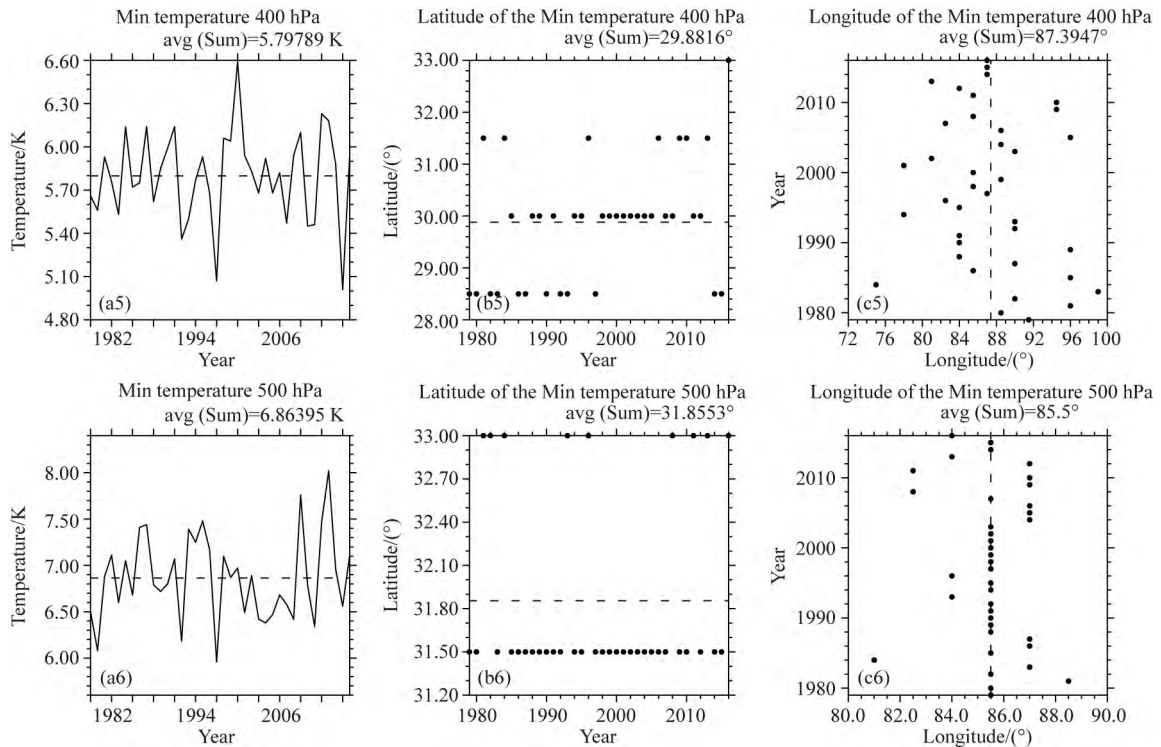 Min temperature 400 hPa
avg (Sum)=5.79789 K
6.60
6.30
6.00
5.70
5.40
5.10
4.80
Temperature/K
(a5)
1982
1994
2006
Year
Latitude of the Min temperature 400 hPa
avg (Sum)=29.8816°
33.00
32.00
31.00
30.00
29.00
28.00
Latitude/(°)
(b5)
1980
1990
2000
2010
Year
Longitude of the Min temperature 400 hPa
avg (Sum)=87.3947°
2010
2000
1990
1980
Year
(c5)
72
76
80
84
88
92
96
100
Longitude/(°)
Min temperature 500 hPa
avg (Sum)=6.86395 K
8.00
7.50
7.00
6.50
6.00
Temperature/K
(a6)
1982
1994
2006
Year
Latitude of the Min temperature 500 hPa
avg (Sum)=31.8553°
33.00
32.70
32.40
32.10
31.80
31.50
31.20
Latitude/(°)
(b6)
1980
1990
2000
2010
Year
Longitude of the Min temperature 500 hPa
avg (Sum)=85.5°
2010
2000
1990
1980
Year
(c6)
80.0
82.0
84.0
86.0
88.0
90.0
Longitude/(°)